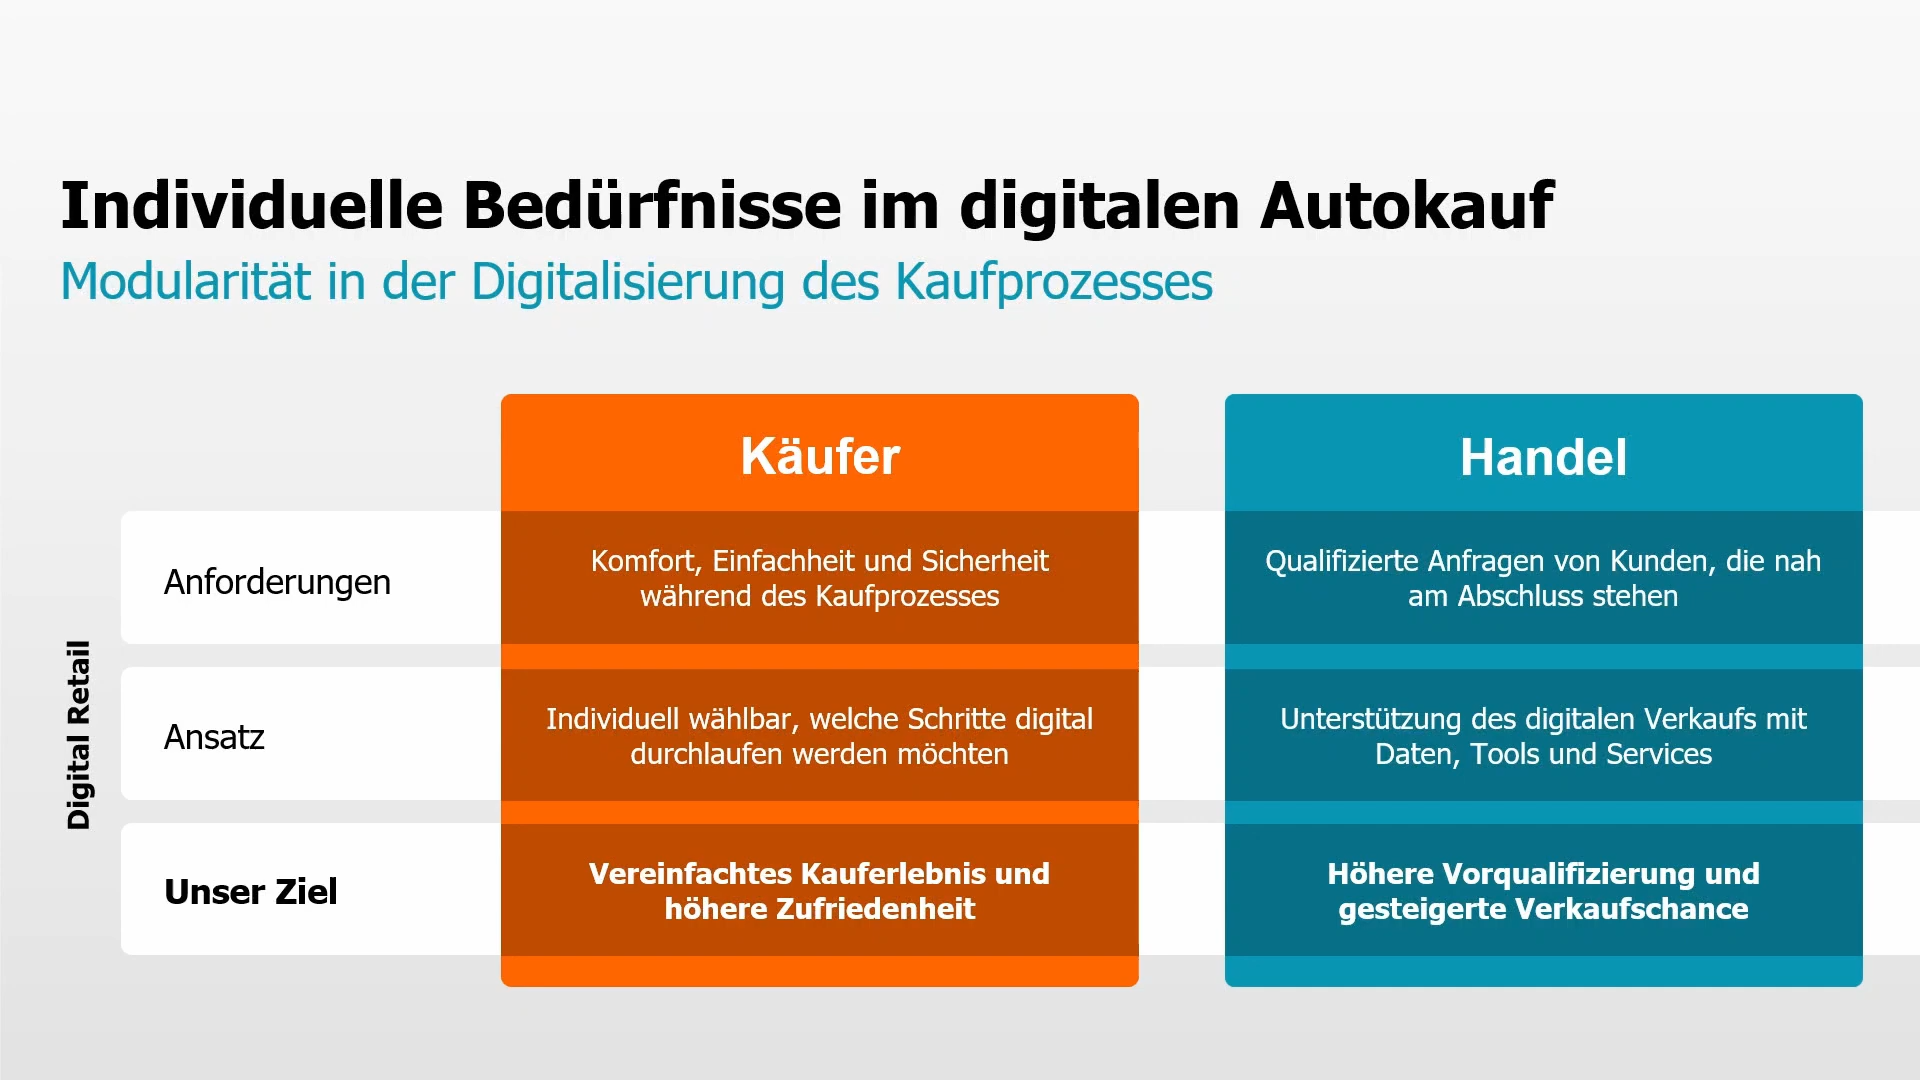 Individuelle Bedürfnisse im digitalen Autokauf
Modularität in der Digitalisierung des Kaufprozesses
Käufer
Handel
Digital Retail
Anforderungen
Komfort, Einfachheit und Sicherheit
während des Kaufprozesses
Qualifizierte Anfragen von Kunden, die nah
am Abschluss stehen
Ansatz
Individuell wählbar, welche Schritte digital
durchlaufen werden möchten
Unterstützung des digitalen Verkaufs mit
Daten, Tools und Services
Unser Ziel
Vereinfachtes Kauferlebnis und
höhere Zufriedenheit
Höhere Vorqualifizierung und
gesteigerte Verkaufschance